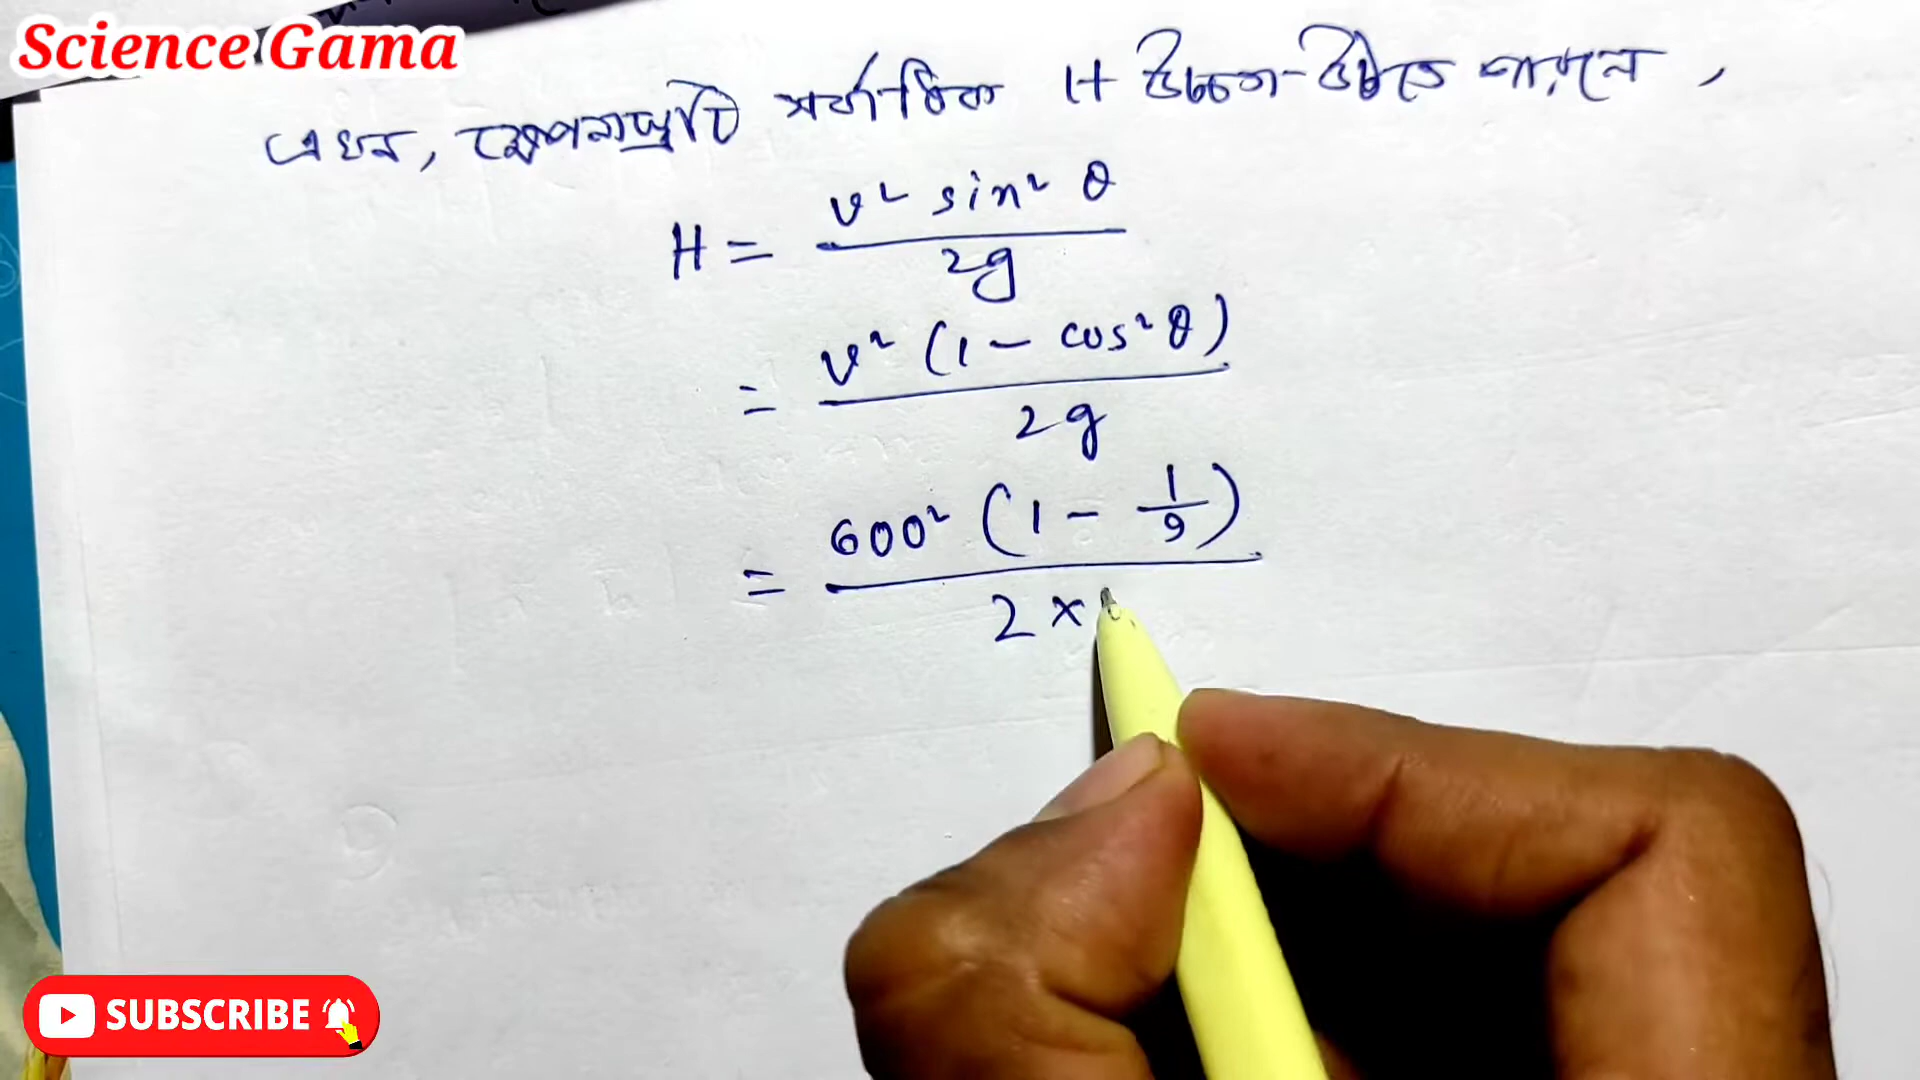 Science Gama
এখন, ক্ষেপনাস্ত্রটি সর্বাধিক H উচ্চতা উঠতে পারলে,
H = v² sin² θ / 2g
= v² (1 - cos² θ) / 2g
= 600² (1 - 1/9) / 2 ×
SUBSCRIBE